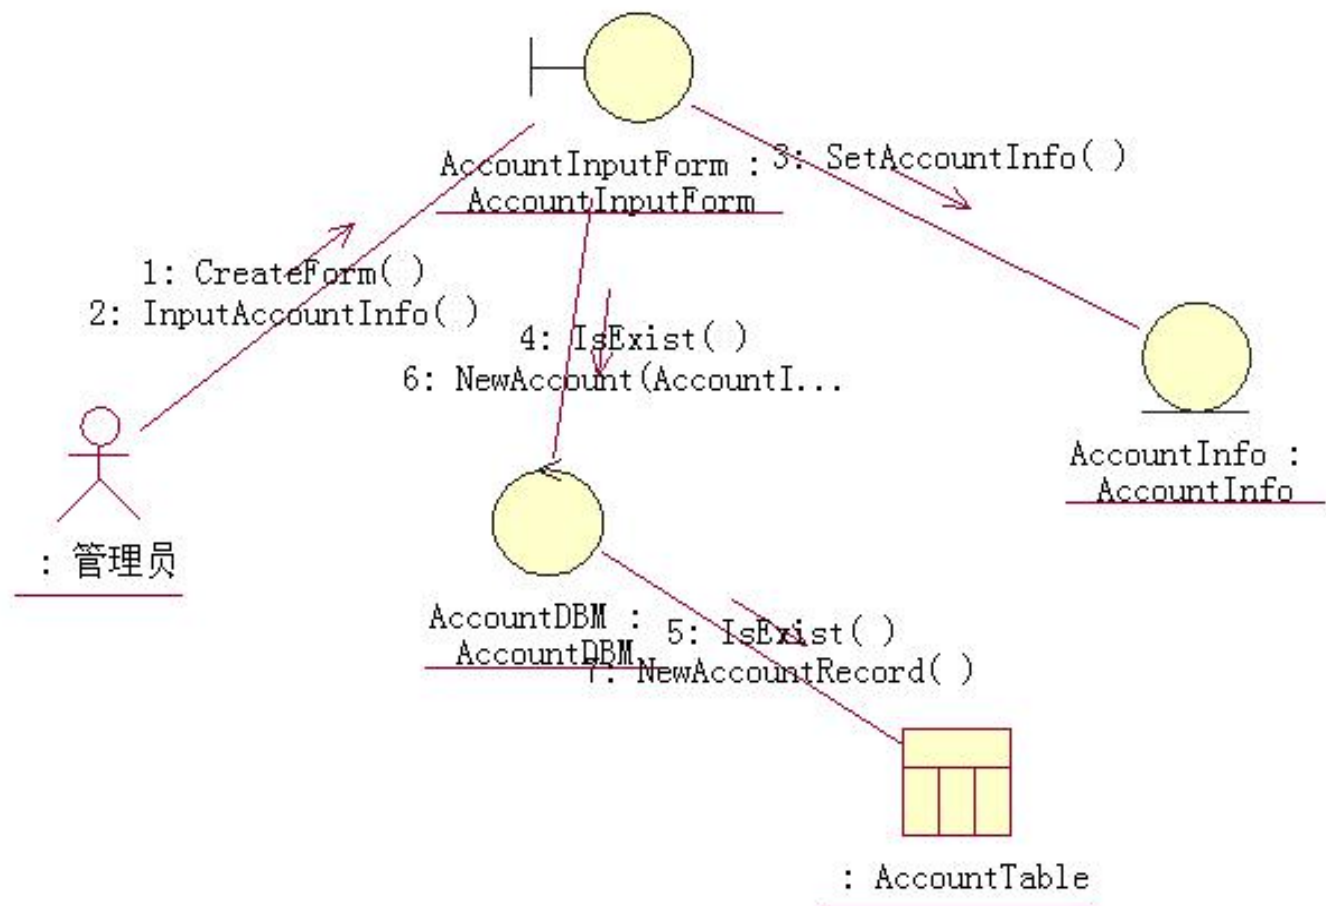 AccountInputForm :
AccountInputForm
3: SetAccountInfo( )
1: CreateForm( )
2: InputAccountInfo( )
4: IsExist( )
6: NewAccount(AccountI...
AccountInfo :
AccountInfo
: 管理员
AccountDBM :
AccountDBM
5: IsExist( )
7: NewAccountRecord( )
: AccountTable